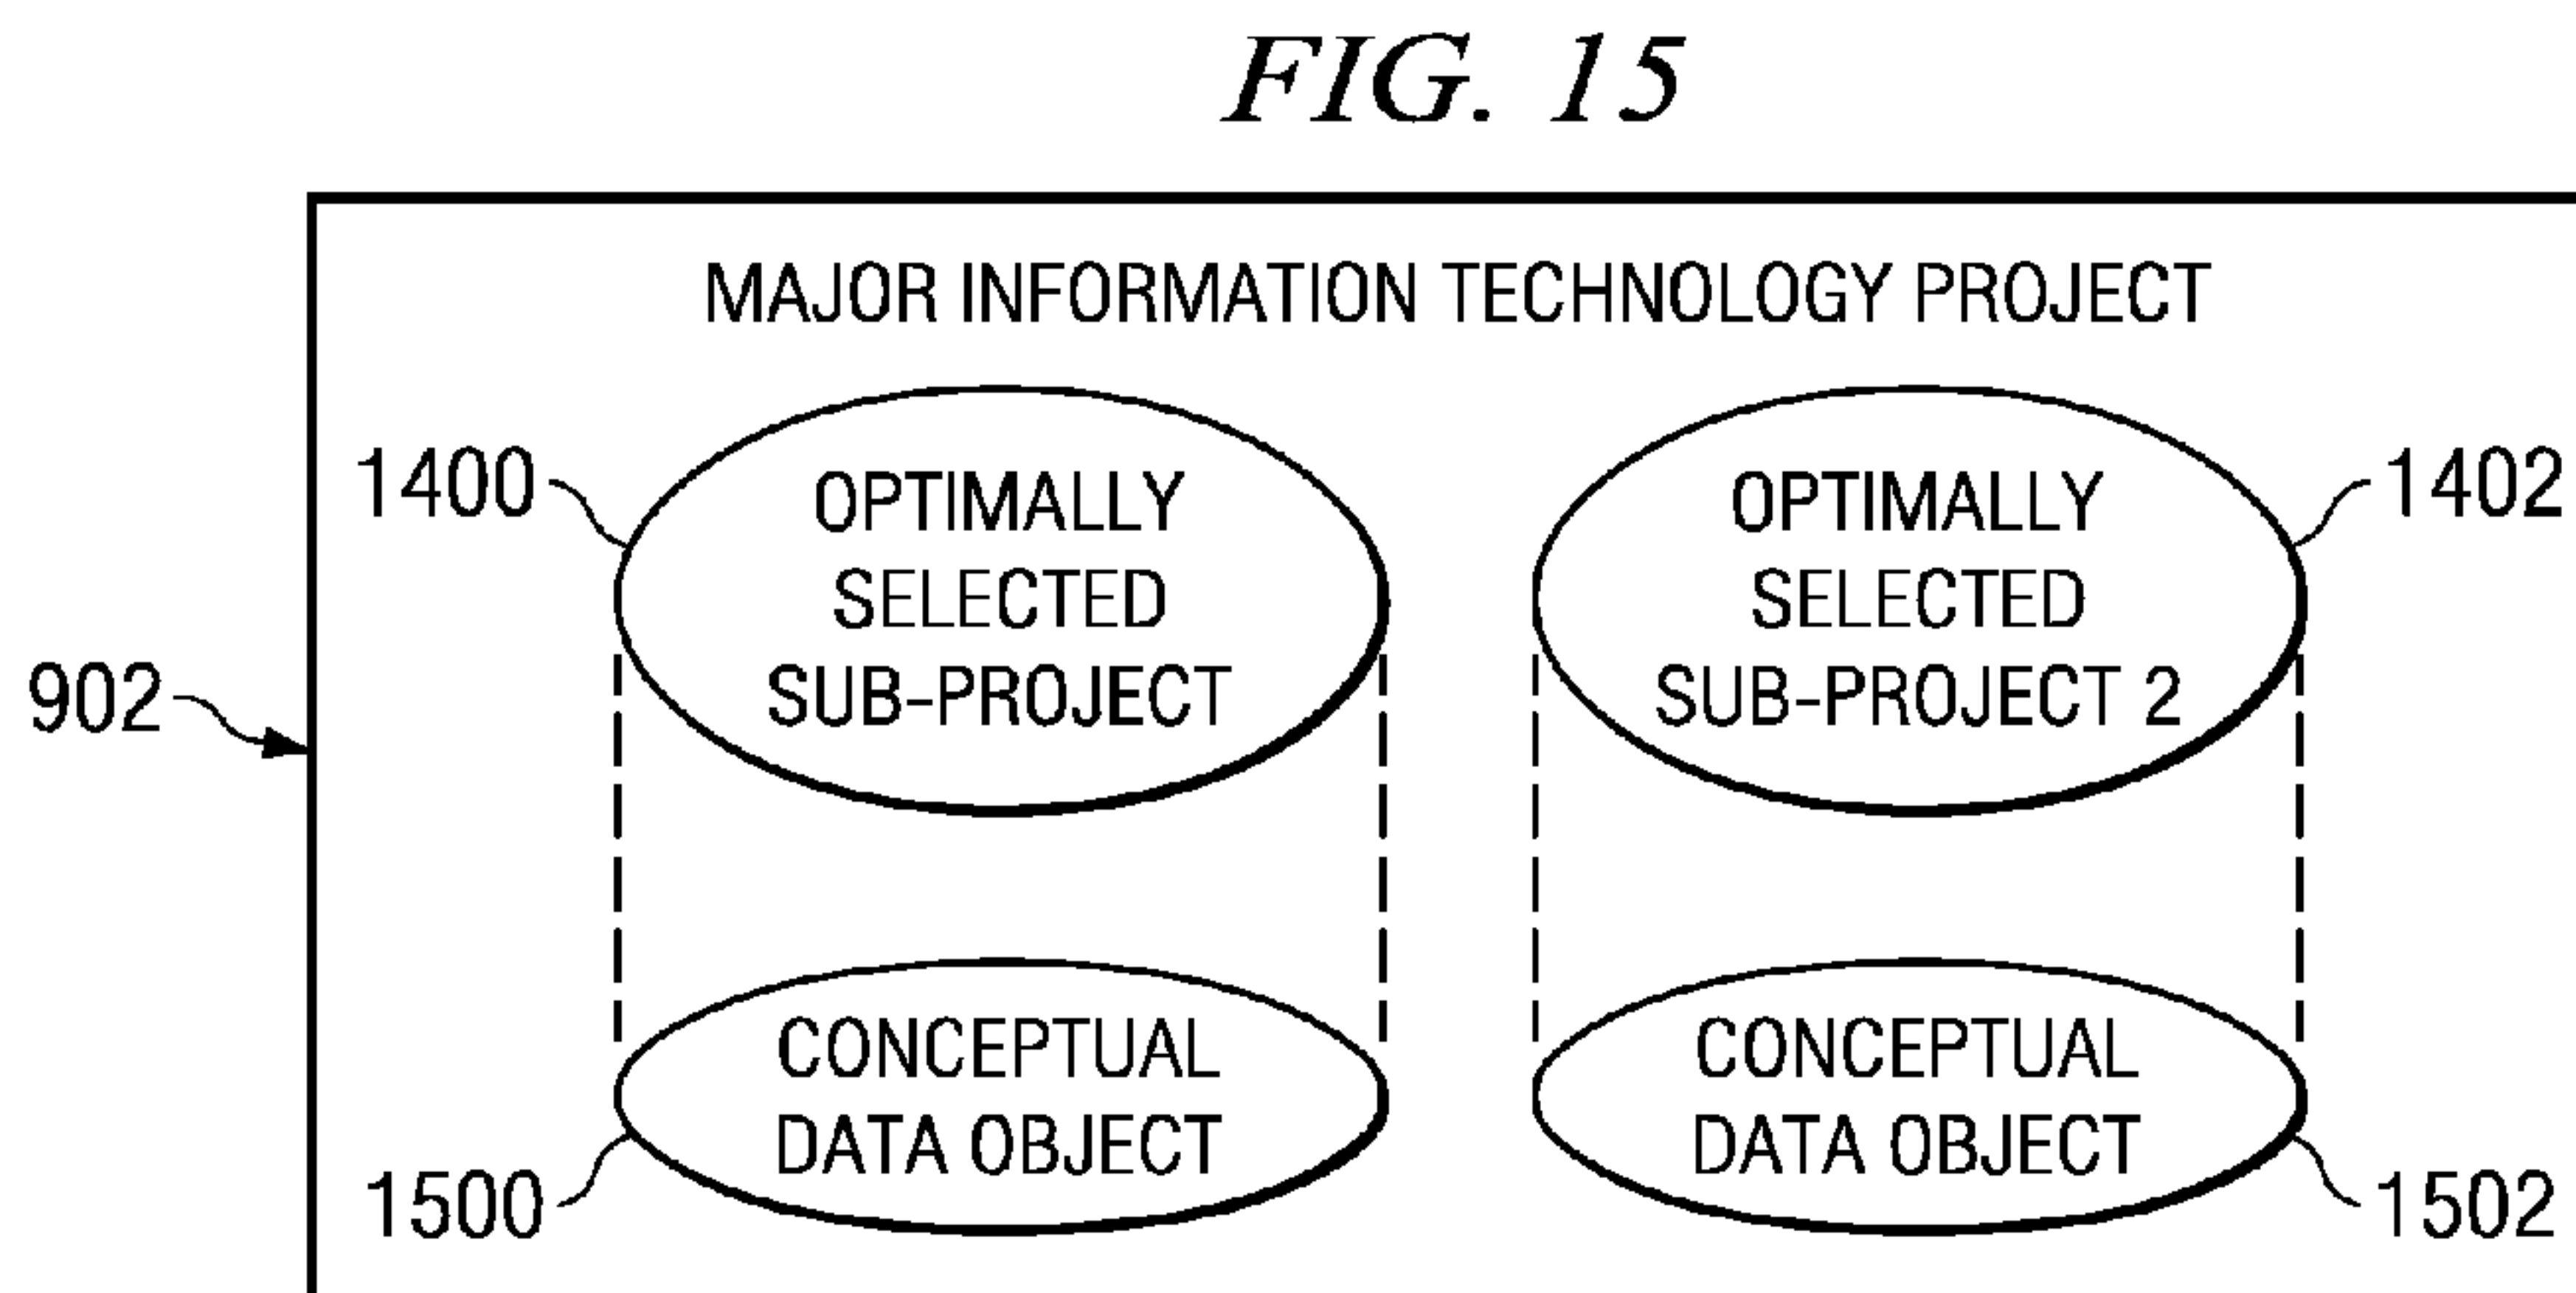 FIG. 15
MAJOR INFORMATION TECHNOLOGY PROJECT
1400
OPTIMALLY
SELECTED
SUB-PROJECT
OPTIMALLY
SELECTED
SUB-PROJECT 2
1402
902
CONCEPTUAL
DATA OBJECT
1500
CONCEPTUAL
DATA OBJECT
1502